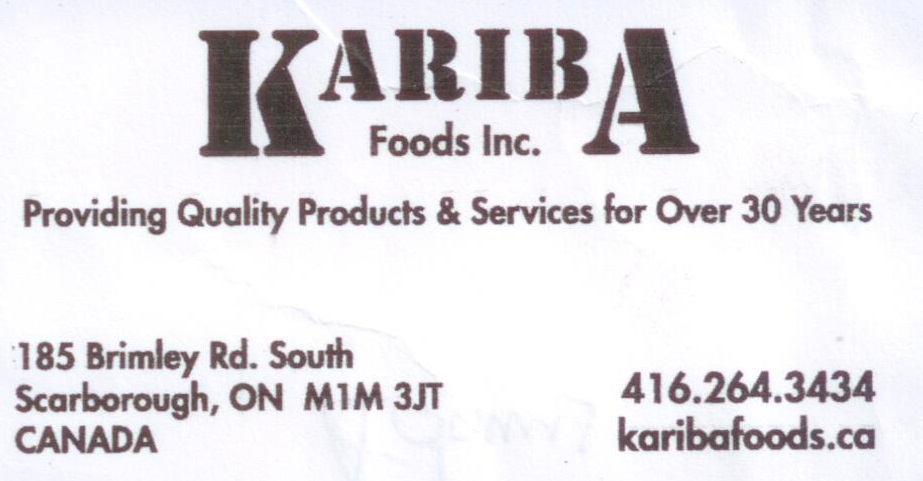 KARIBA
Foods Inc.
Providing Quality Products & Services for Over 30 Years
185 Brimley Rd. South
Scarborough, ON M1M 3JT
CANADA
416.264.3434
karibafoods.ca